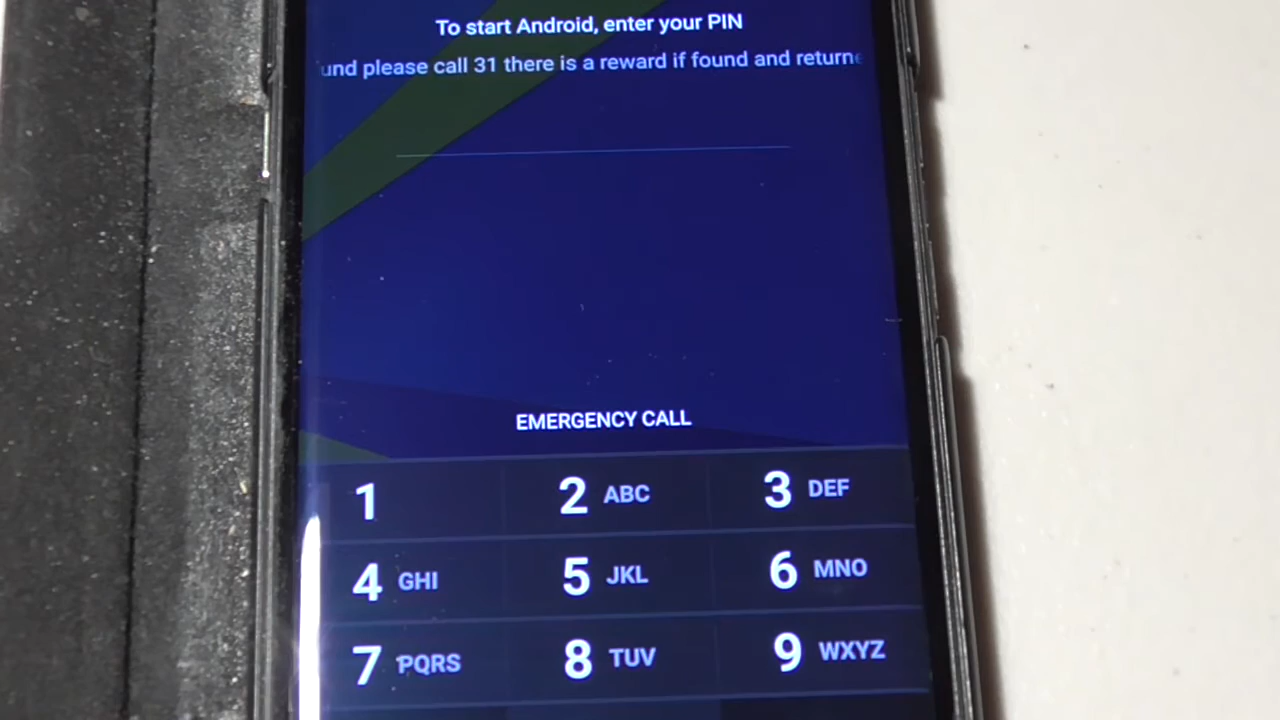 To start Android, enter your PIN
und please call 31 there is a reward if found and returne
EMERGENCY CALL
1 2 ABC 3 DEF
4 GHI 5 JKL 6 MNO
7 PQRS 8 TUV 9 WXYZ